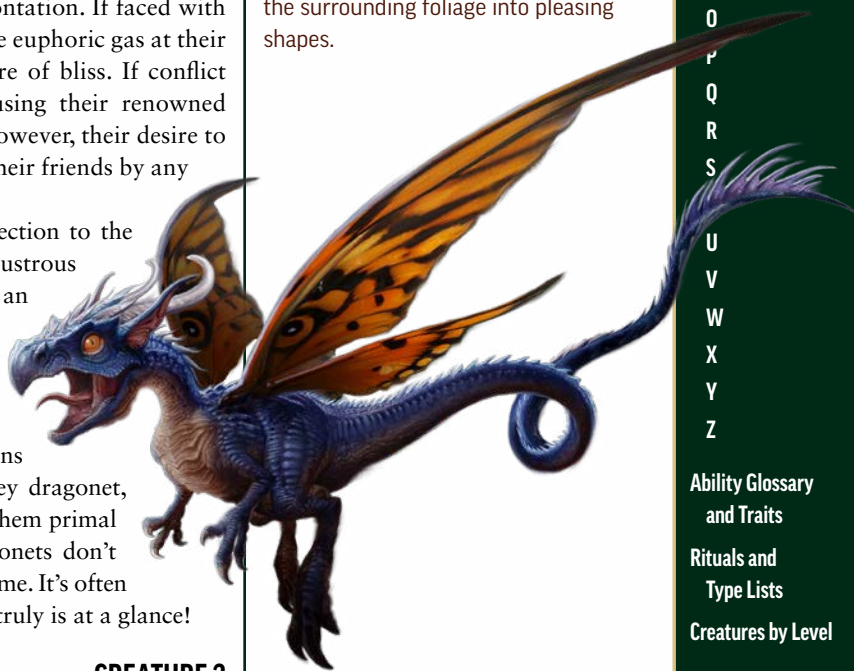 ontation. If faced with
e euphoric gas at their
re of bliss. If conflict
using their renowned
owever, their desire to
heir friends by any
ection to the
ustrous
an
ns
ey dragonet,
hem primal
onets don't
me. It's often
truly is at a glance!
CREATURE 2
the surrounding foliage into pleasing
shapes.
O
P
Q
R
S
U
V
W
X
Y
Z
Ability Glossary
and Traits
Rituals and
Type Lists
Creatures by Level